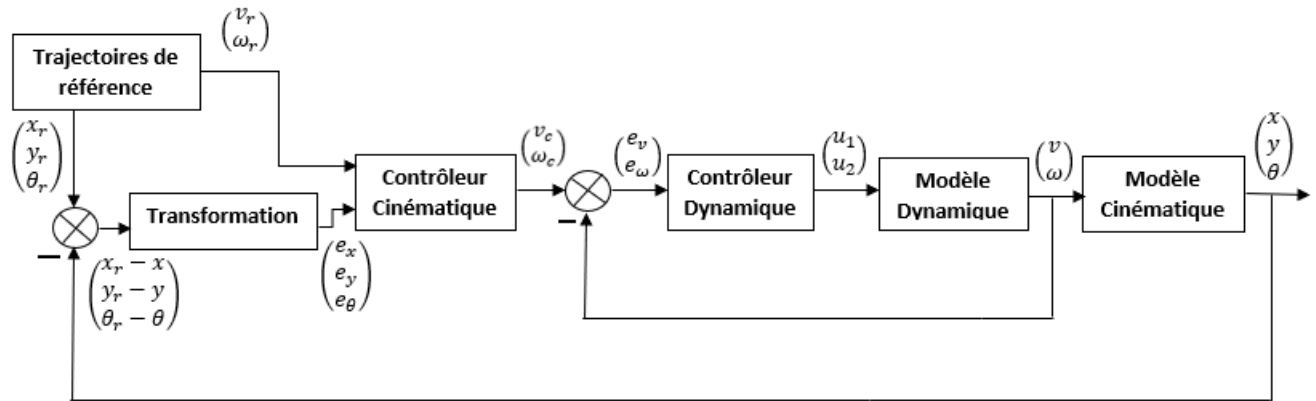 Trajectoires de
référence
v_r
ω_r
x_r
y_r
θ_r
−
x_r − x
y_r − y
θ_r − θ
Transformation
e_x
e_y
e_θ
Contrôleur
Cinématique
v_c
ω_c
−
e_v
e_ω
Contrôleur
Dynamique
u_1
u_2
Modèle
Dynamique
v
ω
Modèle
Cinématique
x
y
θ